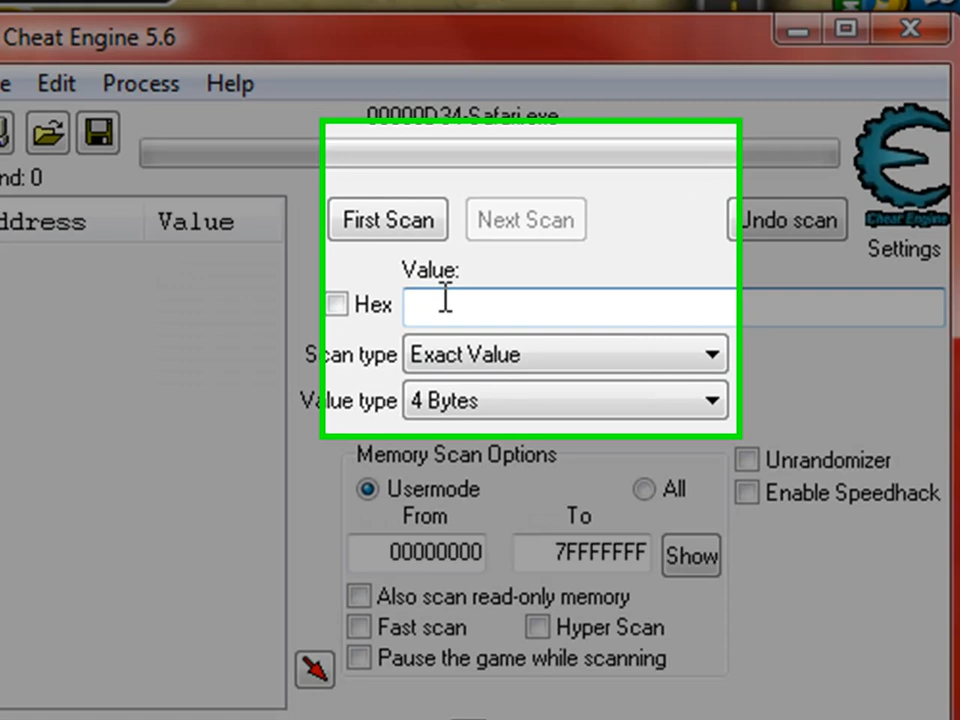 Cheat Engine 5.6
e Edit Process Help
00000D34-Safari.exe
nd: 0
ddress Value
First Scan Next Scan Undo scan
Cheat Engine
Settings
Value:
Hex
Scan type Exact Value
Value type 4 Bytes
Memory Scan Options
Usermode All
From To
00000000 7FFFFFFF Show
Also scan read-only memory
Fast scan Hyper Scan
Pause the game while scanning
Unrandomizer
Enable Speedhack